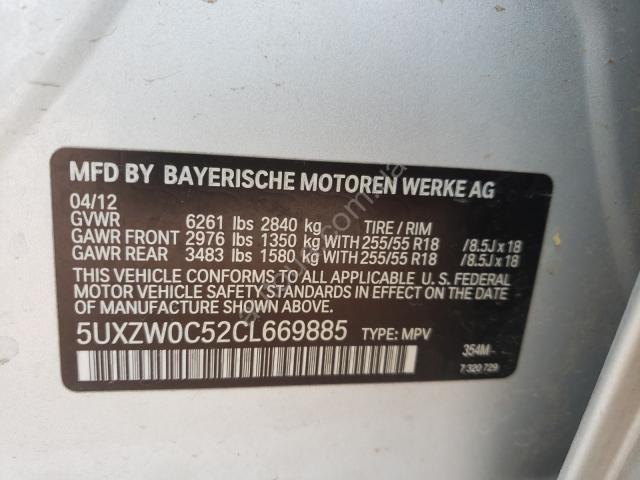 MFD BY BAYERISCHE MOTOREN WERKE AG
04/12
GVWR 6261 lbs 2840 kg TIRE / RIM
GAWR FRONT 2976 lbs 1350 kg WITH 255/55 R18 /8.5J x 18
GAWR REAR 3483 lbs 1580 kg WITH 255/55 R18 /8.5J x 18
THIS VEHICLE CONFORMS TO ALL APPLICABLE U. S. FEDERAL
MOTOR VEHICLE SAFETY STANDARDS IN EFFECT ON THE DATE
OF MANUFACTURE SHOWN ABOVE.
5UXZW0C52CL669885 TYPE: MPV
354M-
7 320 729